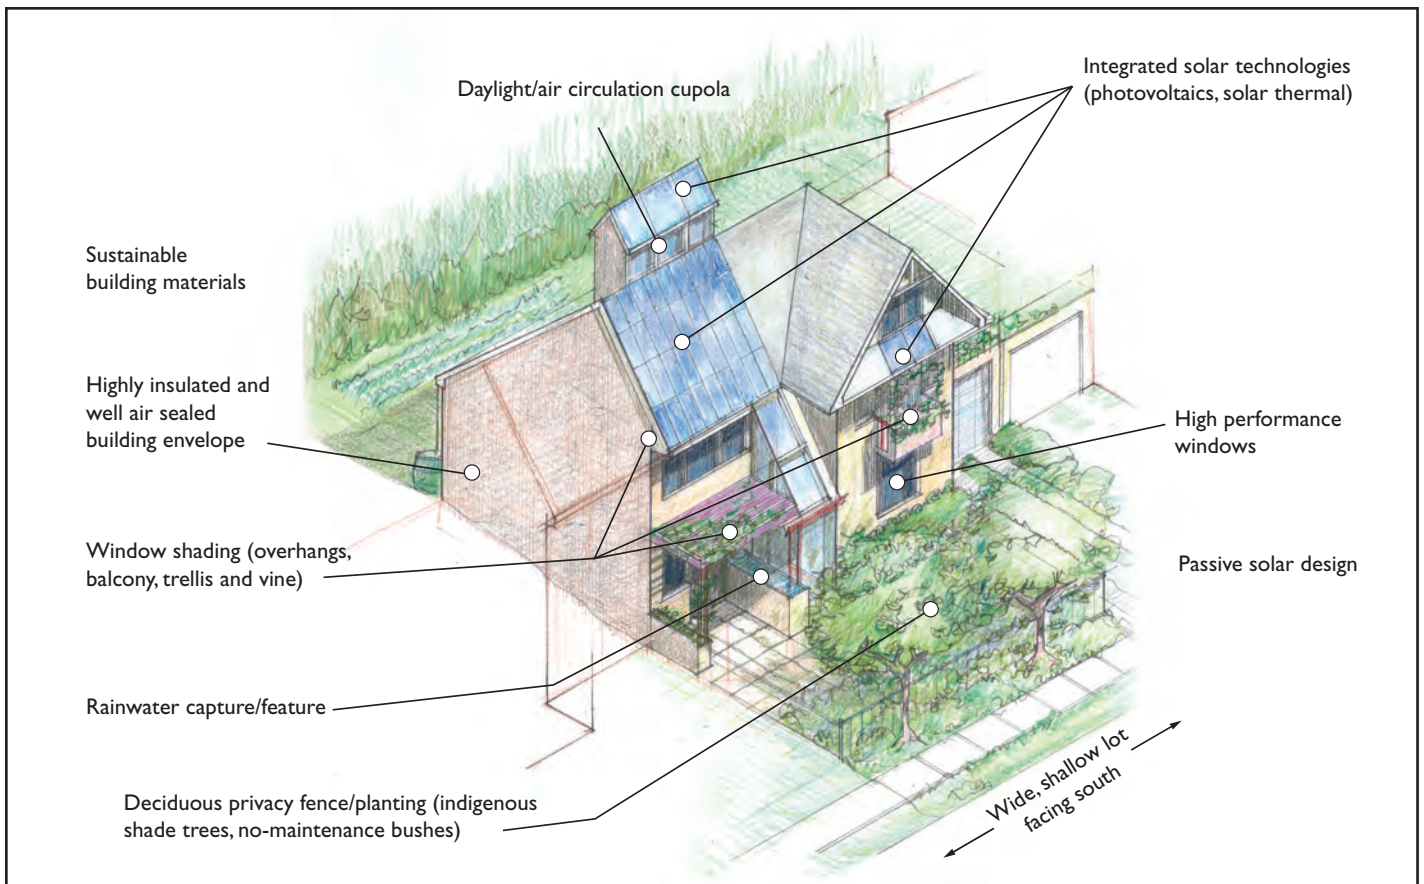 Daylight/air circulation cupola
Integrated solar technologies
(photovoltaics, solar thermal)
Sustainable
building materials
Highly insulated and
well air sealed
building envelope
High performance
windows
Window shading (overhangs,
balcony, trellis and vine)
Passive solar design
Rainwater capture/feature
Wide, shallow lot
facing south
Deciduous privacy fence/planting (indigenous
shade trees, no-maintenance bushes)